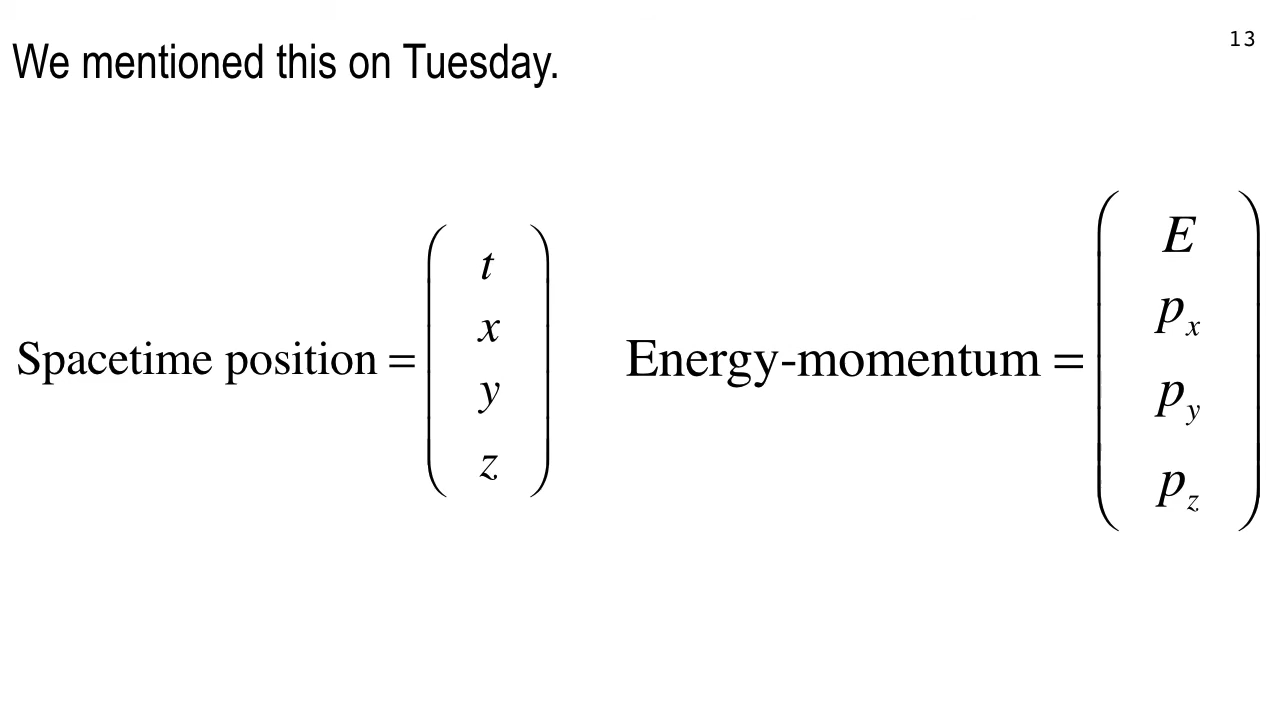 We mentioned this on Tuesday.
13
Spacetime position = ( t
x
y
z )
Energy-momentum = ( E
p_x
p_y
p_z )